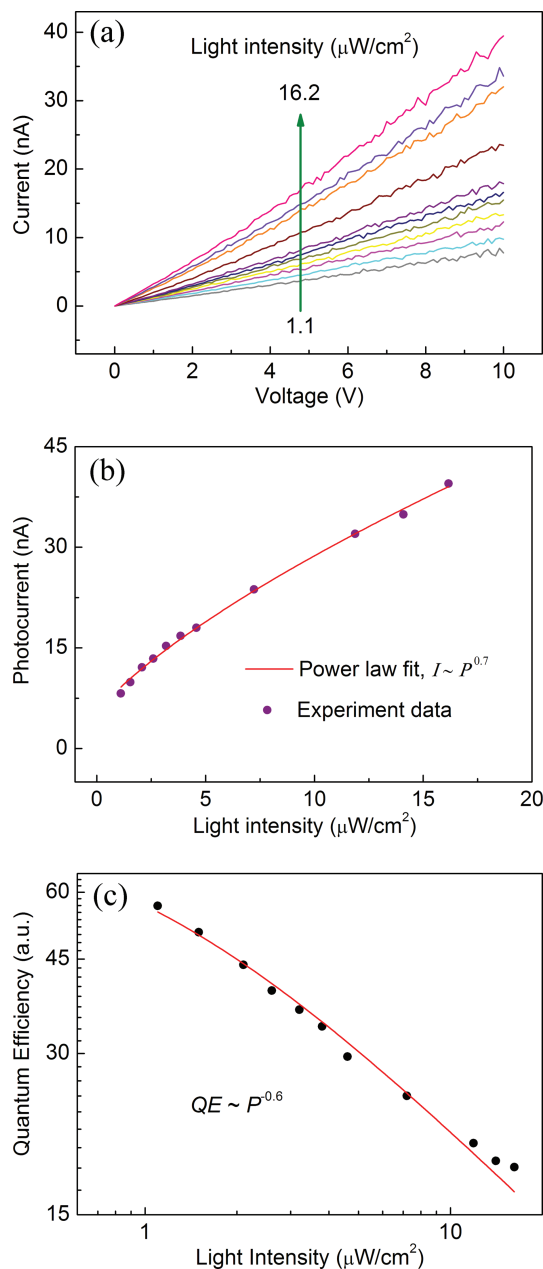 (a)
Light intensity (μW/cm²)
16.2
1.1
40
30
20
10
0
Current (nA)
0 2 4 6 8 10
Voltage (V)
(b)
45
30
15
0
Photocurrent (nA)
Power law fit, I ~ P^0.7
Experiment data
0 5 10 15 20
Light intensity (μW/cm²)
(c)
60
45
30
15
Quantum Efficiency (a.u.)
QE ~ P^-0.6
1 10
Light Intensity (μW/cm²)